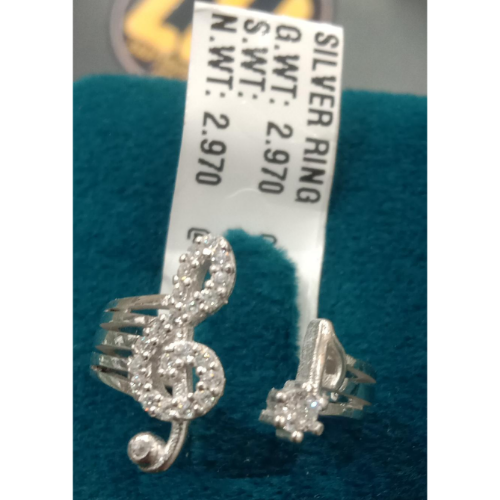 SILVER RING
G.WT: 2.970
S.WT:
N.WT: 2.970